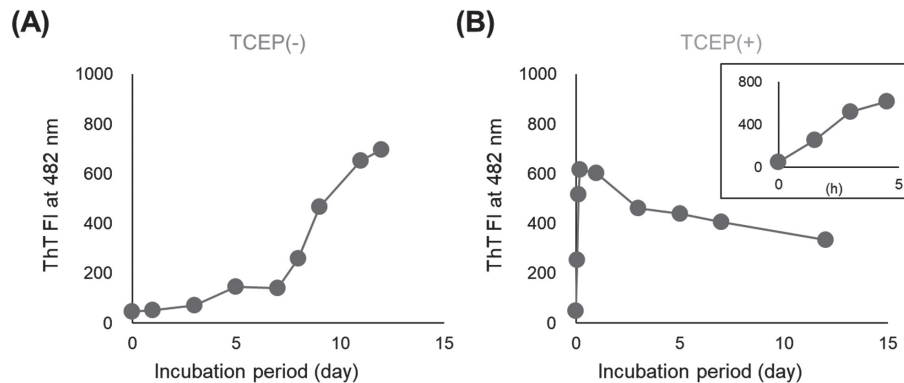 (A)
TCEP(-)
ThT FI at 482 nm
1000
800
600
400
200
0
0 5 10 15
Incubation period (day)
(B)
TCEP(+)
ThT FI at 482 nm
1000
800
600
400
200
0
0 5 10 15
Incubation period (day)
800
400
0
0 (h) 5